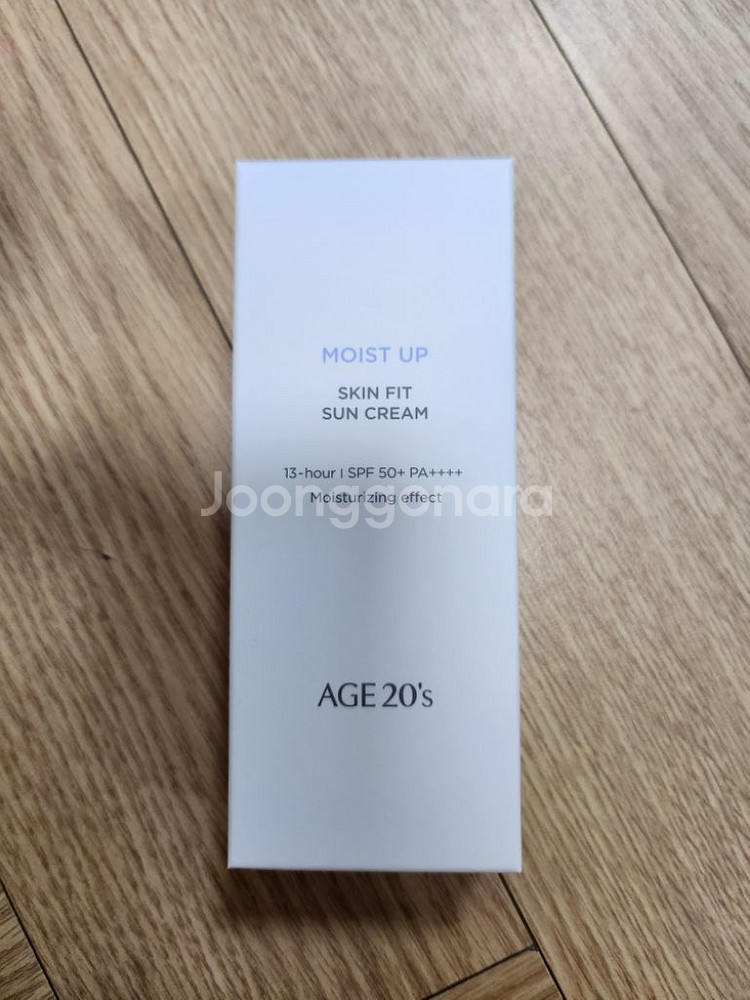 MOIST UP
SKIN FIT
SUN CREAM
13-hour I SPF 50+ PA++++
Moisturizing effect
Joonggonara
AGE 20's